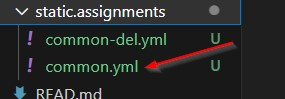 static.assignments
! common-del.yml U
! common.yml U
READ.md